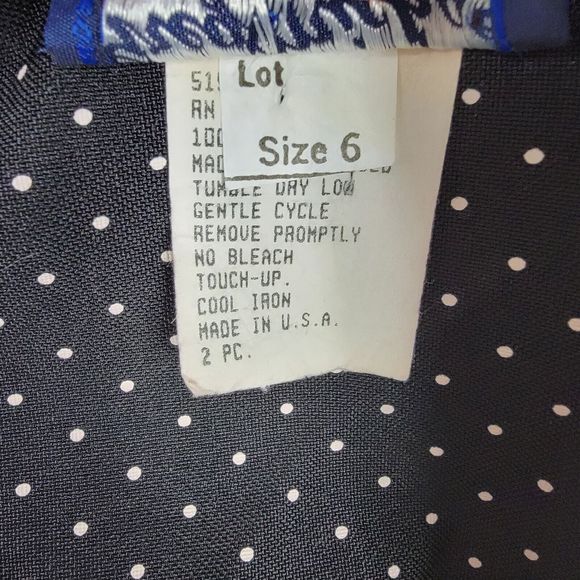 Lot
Size 6
51
RN
100
TUMBLE DRY LOW
GENTLE CYCLE
REMOVE PROMPTLY
NO BLEACH
TOUCH-UP.
COOL IRON
MADE IN U.S.A.
2 PC.